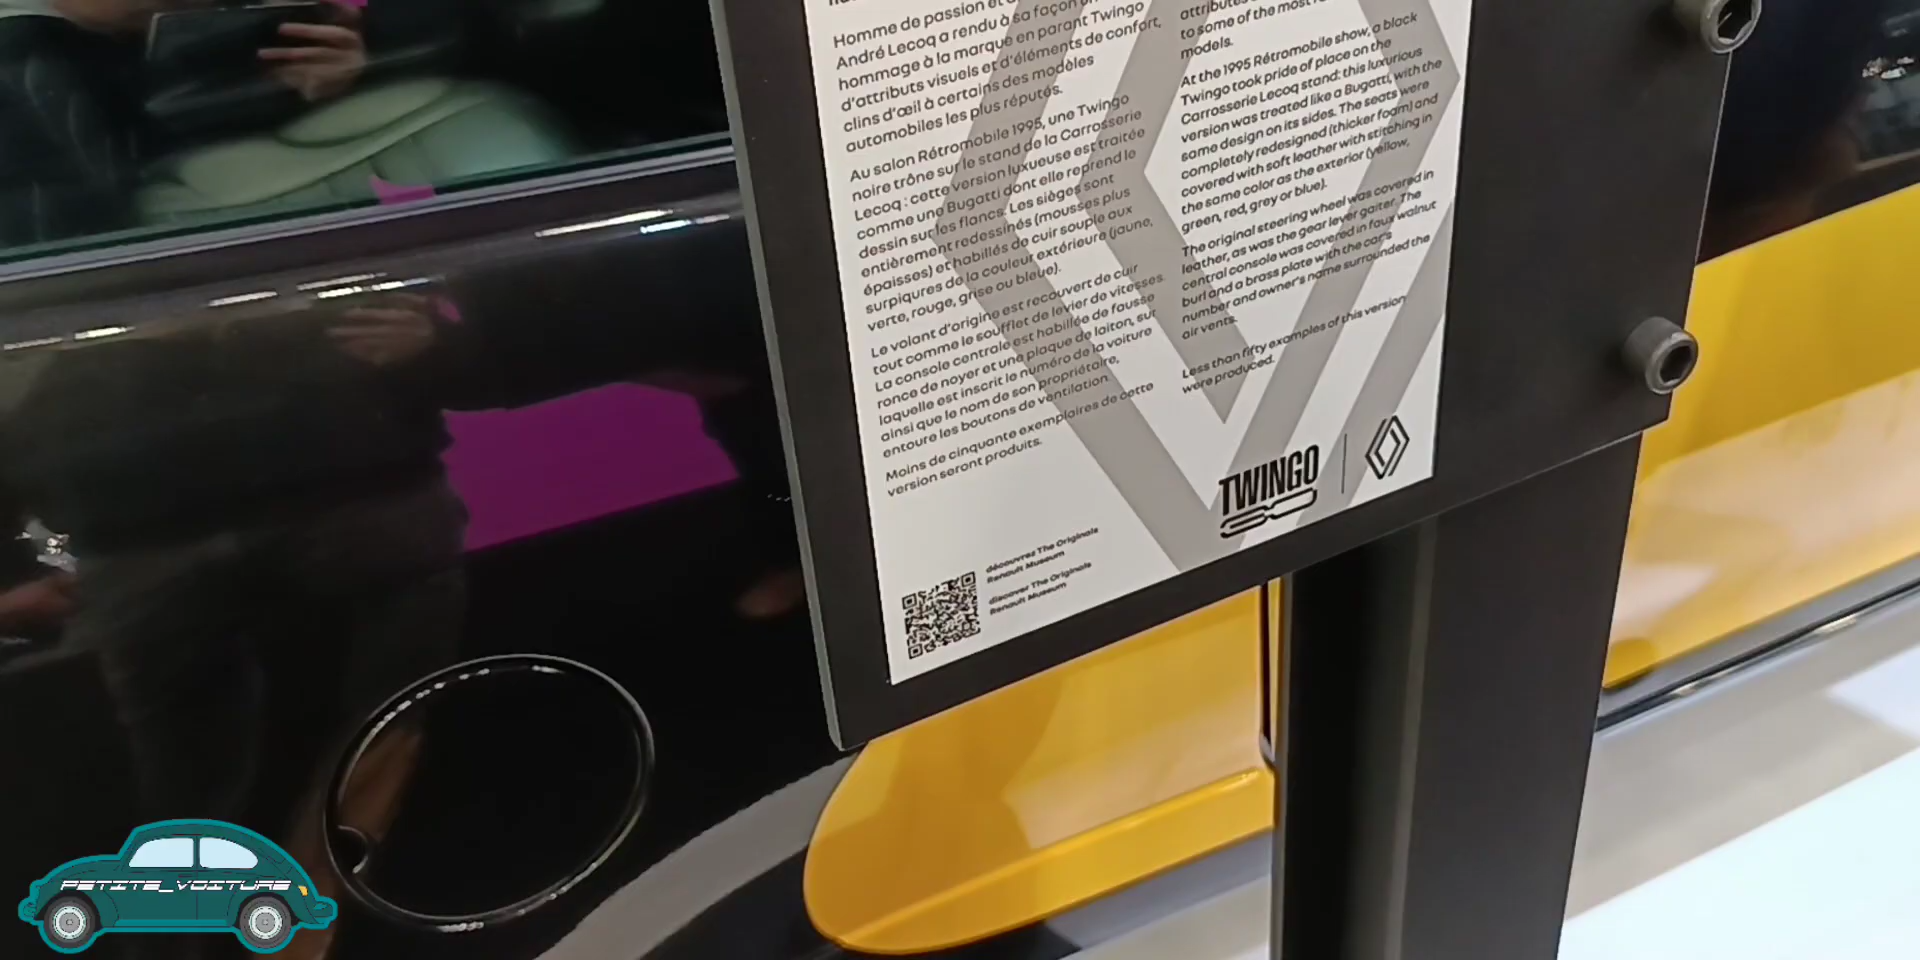 Homme de passion et
André Lecoq a rendu à sa façon un
hommage à la marque en parant Twingo
d'attributs visuels et d'éléments de confort,
clins d'œil à certains des modèles
automobiles les plus réputés.
Au salon Rétromobile 1995, une Twingo
noire trône sur le stand de la Carrosserie
Lecoq : cette version luxueuse est traitée
comme une Bugatti dont elle reprend le
dessin sur les flancs. Les sièges sont
entièrement redessinés (mousses plus
épaisses) et habillés de cuir souple aux
surpiqures de la couleur extérieure (jaune,
verte, rouge, grise ou bleue).
Le volant d'origine est recouvert de cuir
tout comme le soufflet de levier de vitesses.
La console centrale est habillée de fausse
ronce de noyer et une plaque de laiton, sur
laquelle est inscrit le numéro de la voiture
ainsi que le nom de son propriétaire,
entoure les boutons de ventilation.
Moins de cinquante exemplaires de cette
version seront produits.
attributes
to some of the most
models.
At the 1995 Rétromobile show, a black
Twingo took pride of place on the
Carrosserie Lecoq stand: this luxurious
version was treated like a Bugatti, with the
same design on its sides. The seats were
completely redesigned (thicker foam) and
covered with soft leather with stitching in
the same color as the exterior (yellow,
green, red, grey or blue).
The original steering wheel was covered in
leather, as was the gear lever gaiter. The
central console was covered in faux walnut
burl and a brass plate with the car's
number and owner's name surrounded the
air vents.
Less than fifty examples of this version
were produced.
TWINGO
découvrez The Originals
Renault Museum
discover The Originals
Renault Museum
PETITE_VOITURE